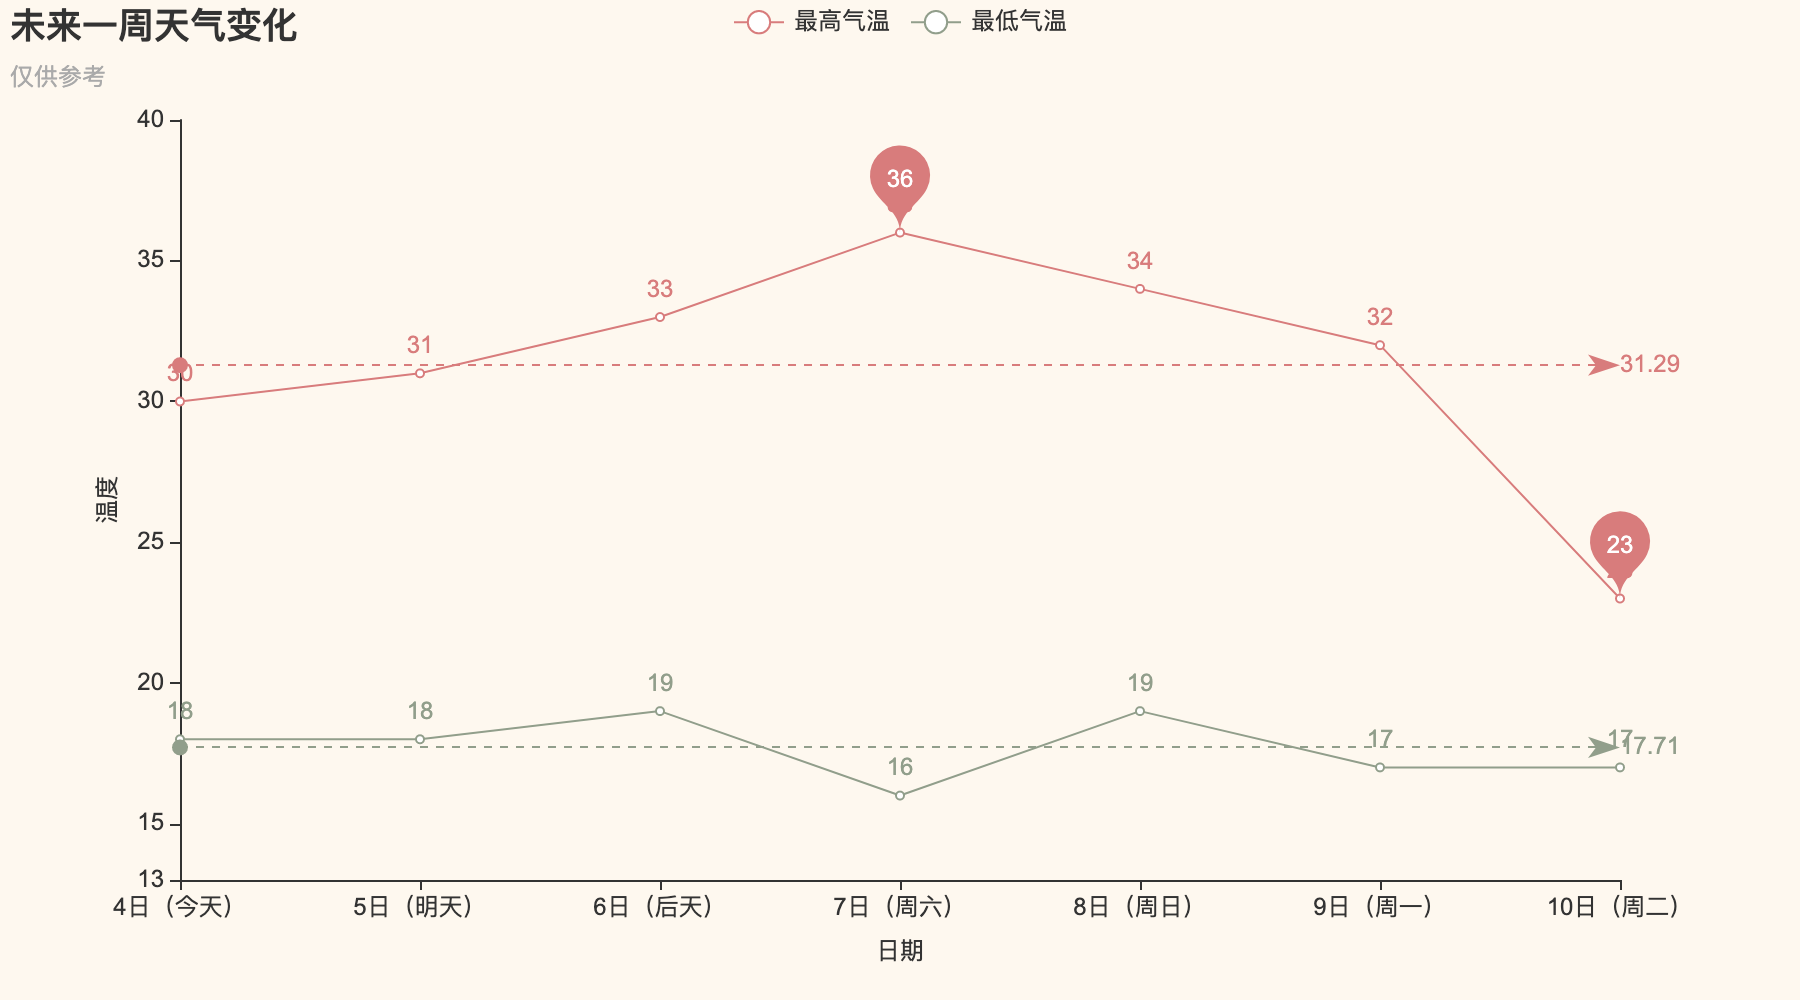 未来一周天气变化
仅供参考
最高气温
最低气温
40
35
30
25
20
15
13
温度
30
31
33
36
34
32
23
31.29
18
18
19
16
19
17
17
17.71
4日（今天）
5日（明天）
6日（后天）
7日（周六）
8日（周日）
9日（周一）
10日（周二）
日期